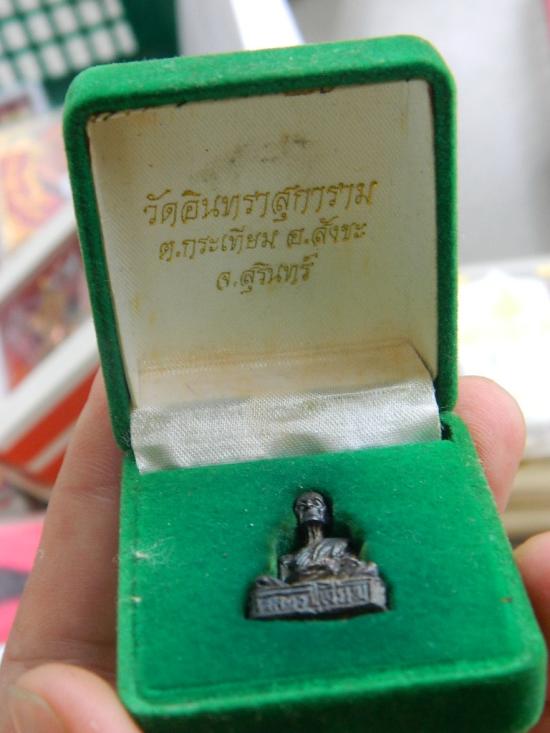 วัดอินทราสุการาม
ต.กระเทียม อ.สังขะ
จ.สุรินทร์